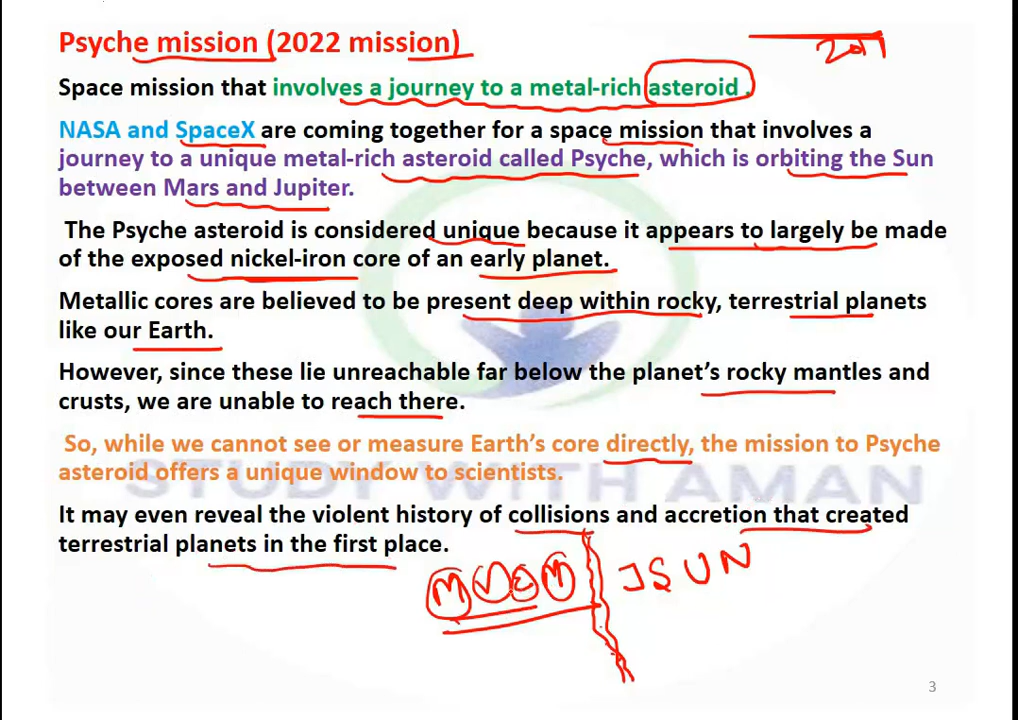 Psyche mission (2022 mission)
Space mission that involves a journey to a metal-rich asteroid .
NASA and SpaceX are coming together for a space mission that involves a
journey to a unique metal-rich asteroid called Psyche, which is orbiting the Sun
between Mars and Jupiter.
The Psyche asteroid is considered unique because it appears to largely be made
of the exposed nickel-iron core of an early planet.
Metallic cores are believed to be present deep within rocky, terrestrial planets
like our Earth.
However, since these lie unreachable far below the planet’s rocky mantles and
crusts, we are unable to reach there.
So, while we cannot see or measure Earth’s core directly, the mission to Psyche
asteroid offers a unique window to scientists.
STUDY WITH AMAN
It may even reveal the violent history of collisions and accretion that created
terrestrial planets in the first place.
M V E M J S U N
3